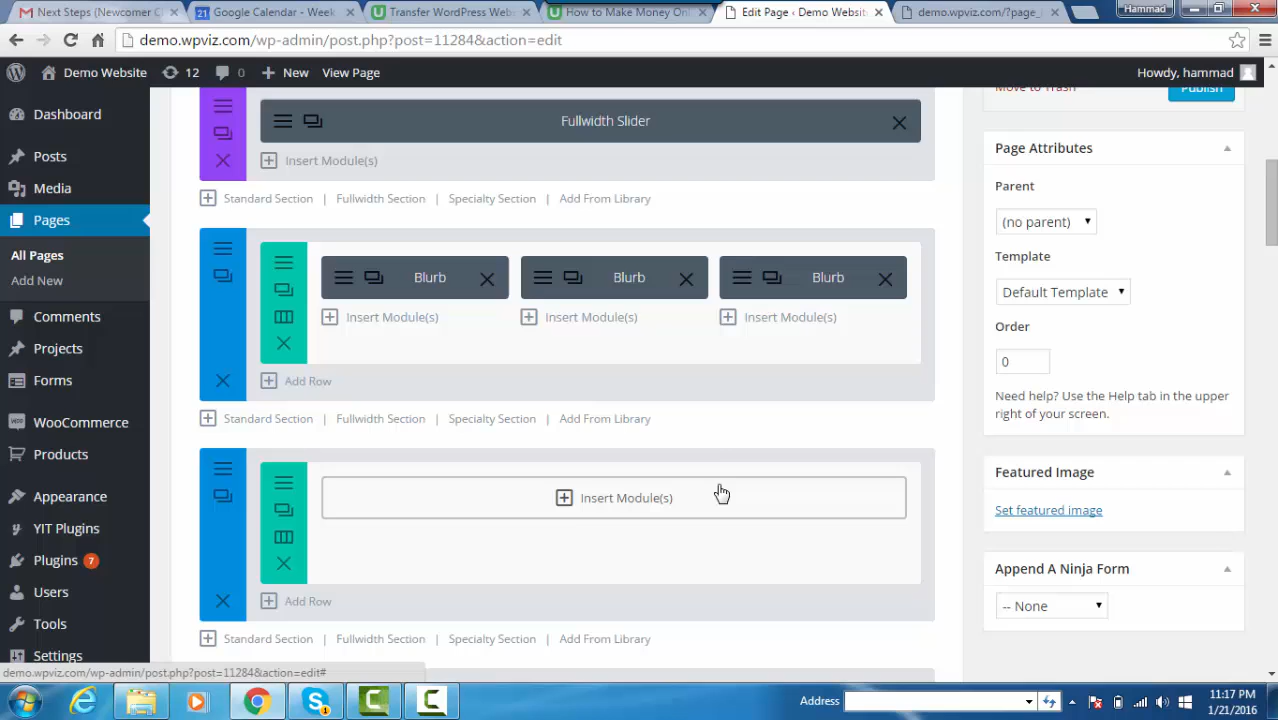 Next Steps (Newcomer C
Google Calendar - Week
Transfer WordPress Webs
How to Make Money Onl
Edit Page ‹ Demo Websit
demo.wpviz.com/?page_
Hammad
demo.wpviz.com/wp-admin/post.php?post=11284&action=edit
Demo Website
12
0
New
View Page
Howdy, hammad
Dashboard
Posts
Media
Pages
All Pages
Add New
Comments
Projects
Forms
WooCommerce
Products
Appearance
YIT Plugins
Plugins 7
Users
Tools
Settings
Fullwidth Slider
Insert Module(s)
Standard Section | Fullwidth Section | Specialty Section | Add From Library
Blurb
Blurb
Blurb
Insert Module(s)
Insert Module(s)
Insert Module(s)
Add Row
Standard Section | Fullwidth Section | Specialty Section | Add From Library
Insert Module(s)
Add Row
Standard Section | Fullwidth Section | Specialty Section | Add From Library
Move to Trash
Publish
Page Attributes
Parent
(no parent)
Template
Default Template
Order
0
Need help? Use the Help tab in the upper
right of your screen.
Featured Image
Set featured image
Append A Ninja Form
-- None
demo.wpviz.com/wp-admin/post.php?post=11284&action=edit#
Address
11:17 PM
1/21/2016